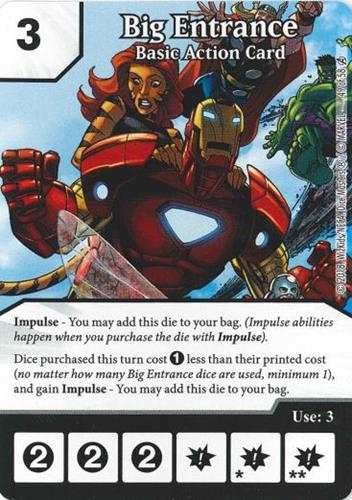 3
Big Entrance
Basic Action Card
Impulse - You may add this die to your bag. (Impulse abilities
happen when you purchase the die with Impulse).
Dice purchased this turn cost 1 less than their printed cost
(no matter how many Big Entrance dice are used, minimum 1),
and gain Impulse - You may add this die to your bag.
Use: 3
2 2 2 ! ! !
* **